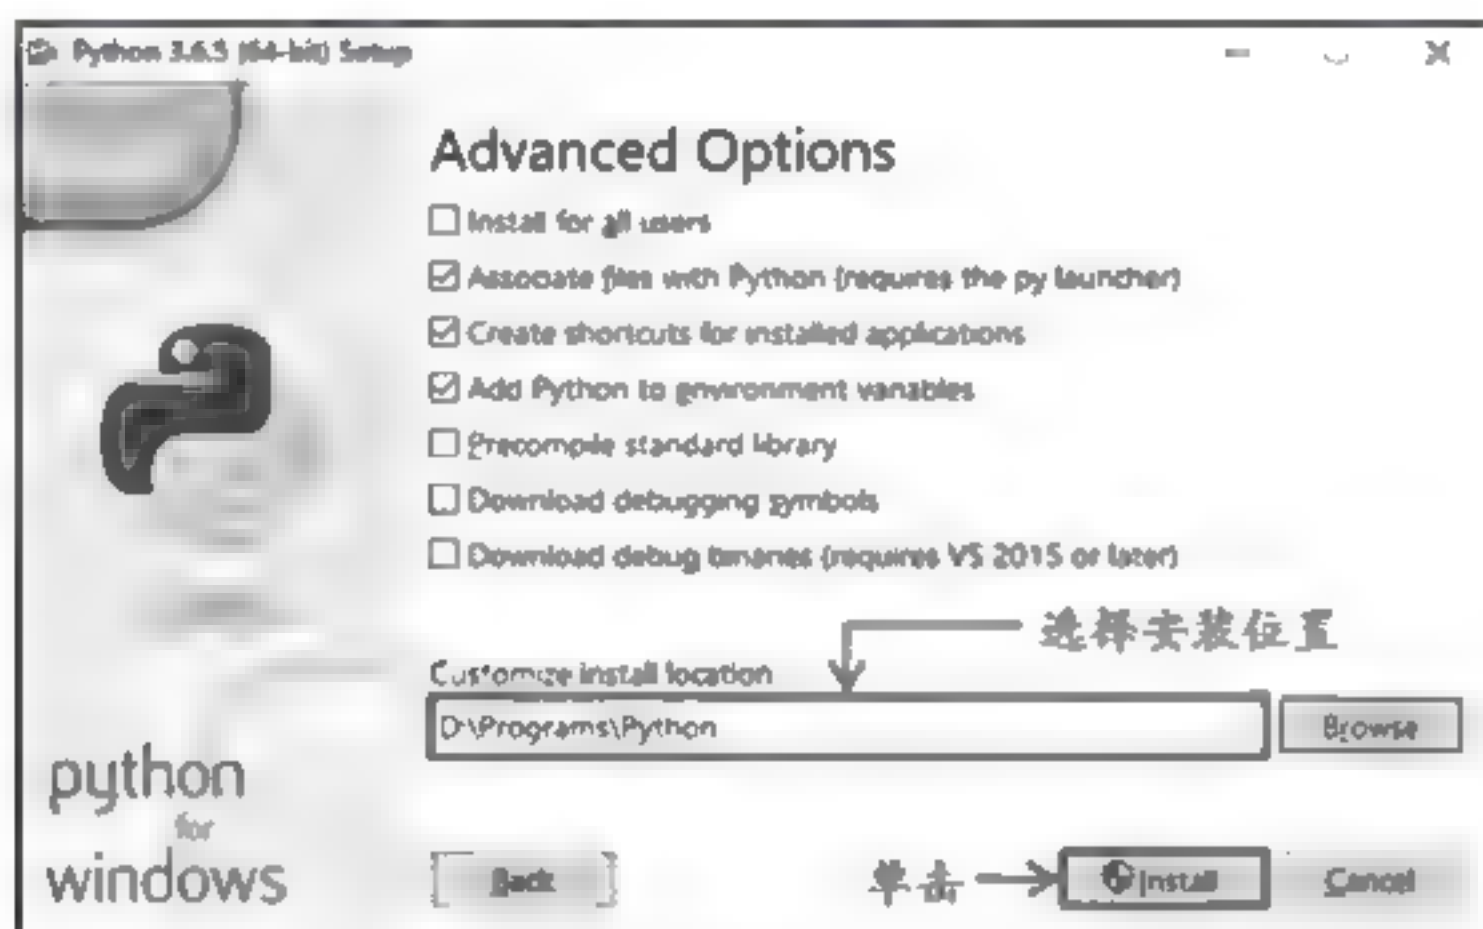 Python 3.6.5 (64-bit) Setup
Advanced Options
Install for all users
Associate files with Python (requires the py launcher)
Create shortcuts for installed applications
Add Python to environment variables
Precompile standard library
Download debugging symbols
Download debug binaries (requires VS 2015 or later)
选择安装位置
Customize install location
D:\Programs\Python
Browse
python
for
windows
Back
单击
Install
Cancel